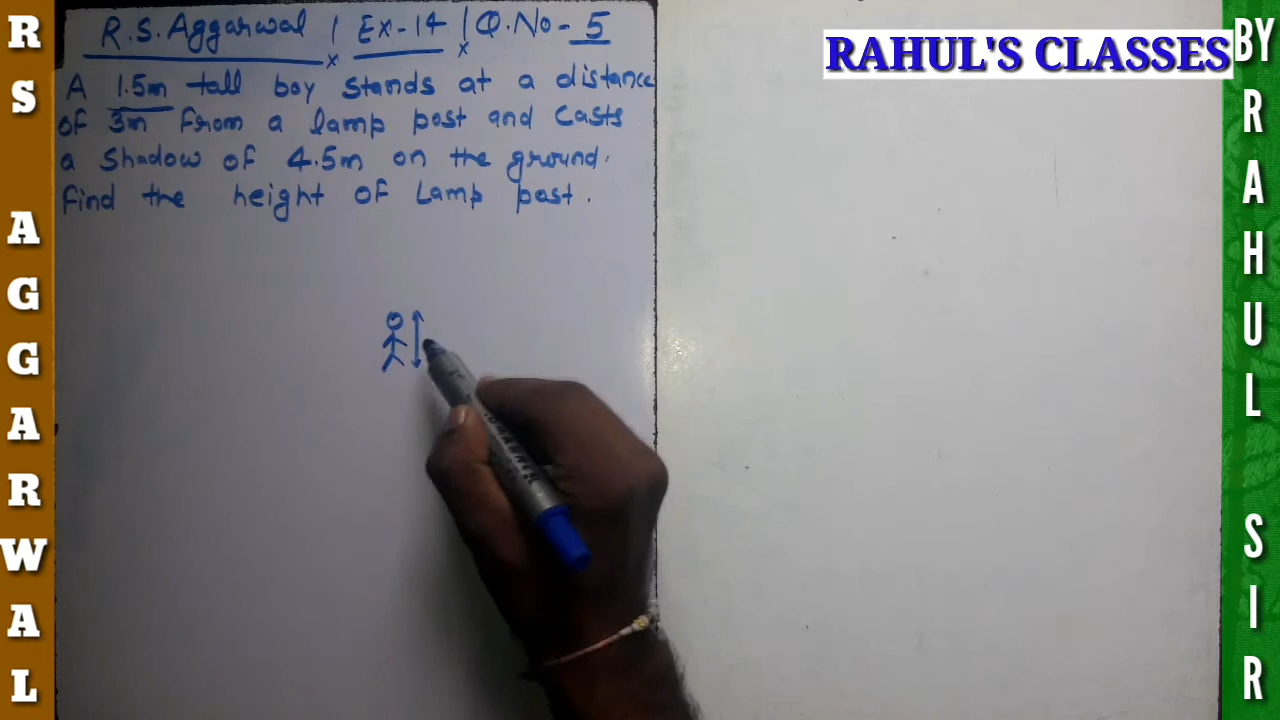 RS AGGARWAL
R.S. Aggarwal | Ex-14 | Q.No- 5
A 1.5m tall boy stands at a distance
of 3m from a lamp post and casts
a shadow of 4.5m on the ground.
Find the height of Lamp post.
RAHUL'S CLASSES
BY RAHUL SIR